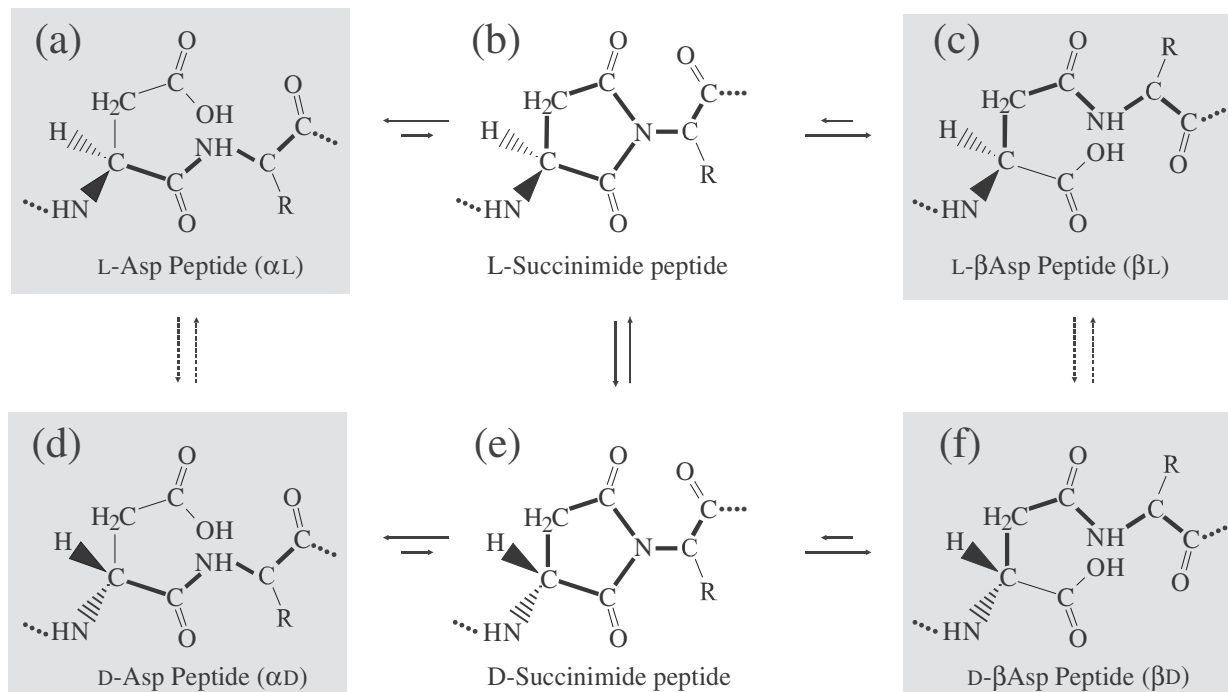 (a)
O
C O
H₂C OH
H NH C
C C
C
HN O R
L-Asp Peptide (αL)
(b)
O O
C C
H₂C
H N C
C R
HN C
O
L-Succinimide peptide
(c)
O R
C C
H₂C NH C
H OH
C O
HN C
O
L-βAsp Peptide (βL)
(d)
O
C O
H₂C OH
H NH C
C C
C
HN O R
D-Asp Peptide (αD)
(e)
O O
C C
H₂C
H N C
C R
HN C
O
D-Succinimide peptide
(f)
O R
C C
H₂C NH C
H OH
C O
HN C
O
D-βAsp Peptide (βD)